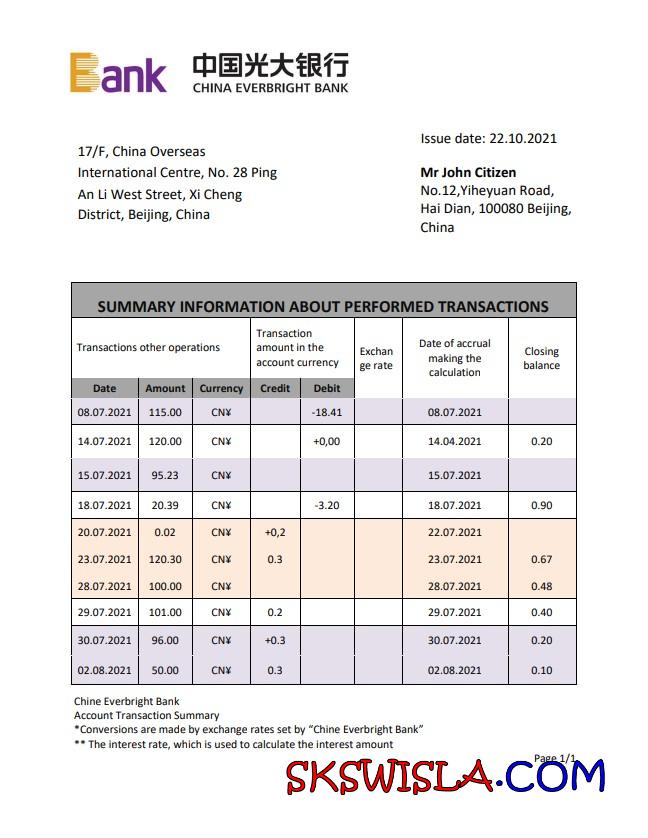 Bank 中国光大银行
CHINA EVERBRIGHT BANK
Issue date: 22.10.2021
17/F, China Overseas
International Centre, No. 28 Ping
An Li West Street, Xi Cheng
District, Beijing, China
Mr John Citizen
No.12,Yiheyuan Road,
Hai Dian, 100080 Beijing,
China
SUMMARY INFORMATION ABOUT PERFORMED TRANSACTIONS
Transactions other operations
Transaction
amount in the
account currency
Exchan
ge rate
Date of accrual
making the
calculation
Closing
balance
Date Amount Currency Credit Debit
08.07.2021 115.00 CN¥ -18.41 08.07.2021
14.07.2021 120.00 CN¥ +0,00 14.04.2021 0.20
15.07.2021 95.23 CN¥ 15.07.2021
18.07.2021 20.39 CN¥ -3.20 18.07.2021 0.90
20.07.2021 0.02 CN¥ +0,2 22.07.2021
23.07.2021 120.30 CN¥ 0.3 23.07.2021 0.67
28.07.2021 100.00 CN¥ 28.07.2021 0.48
29.07.2021 101.00 CN¥ 0.2 29.07.2021 0.40
30.07.2021 96.00 CN¥ +0.3 30.07.2021 0.20
02.08.2021 50.00 CN¥ 0.3 02.08.2021 0.10
Chine Everbright Bank
Account Transaction Summary
*Conversions are made by exchange rates set by “Chine Everbright Bank”
** The interest rate, which is used to calculate the interest amount
Page 1/1
SKSWISLA.COM